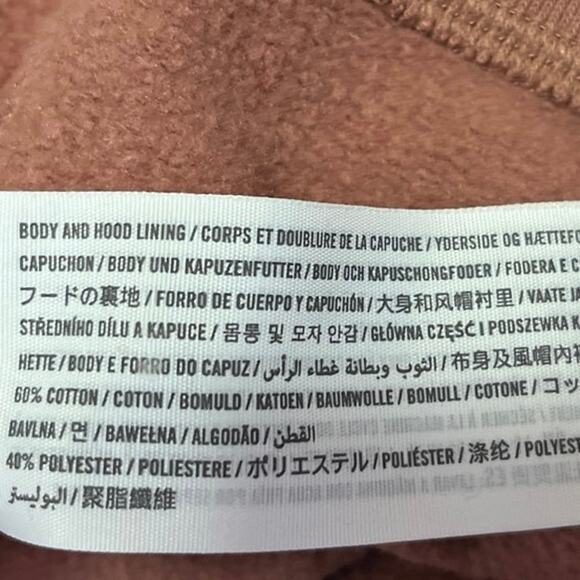 BODY AND HOOD LINING / CORPS ET DOUBLURE DE LA CAPUCHE / YDERSIDE OG HÆTTEFO
CAPUCHON / BODY UND KAPUZENFUTTER / BODY OCH KAPUSCHONGFODER / FODERA E C
フードの裏地 / FORRO DE CUERPO Y CAPUCHÓN / 大身和风帽衬里 / VAATE JA
STŘEDNÍHO DÍLU A KAPUCE / 몸통 및 모자 안감 / GŁÓWNA CZĘŚĆ I PODSZEWKA K
HETTE / BODY E FORRO DO CAPUZ / الثوب وبطانة غطاء الرأس / 布身及風帽內裡
60% COTTON / COTON / BOMULD / KATOEN / BAUMWOLLE / BOMULL / COTONE / コッ
BAVLNA / 면 / BAWEŁNA / ALGODÃO / القطن
40% POLYESTER / POLIESTERE / ポリエステル / POLIÉSTER / 涤纶 / POLYEST
البوليستر / 聚脂纖維